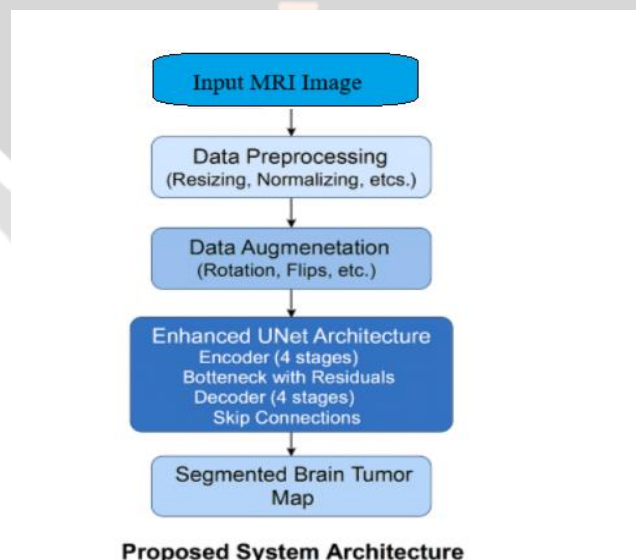 Input MRI Image
Data Preprocessing
(Resizing, Normalizing, etcs.)
Data Augmenetation
(Rotation, Flips, etc.)
Enhanced UNet Architecture
Encoder (4 stages)
Botteneck with Residuals
Decoder (4 stages)
Skip Connections
Segmented Brain Tumor
Map
Proposed System Architecture